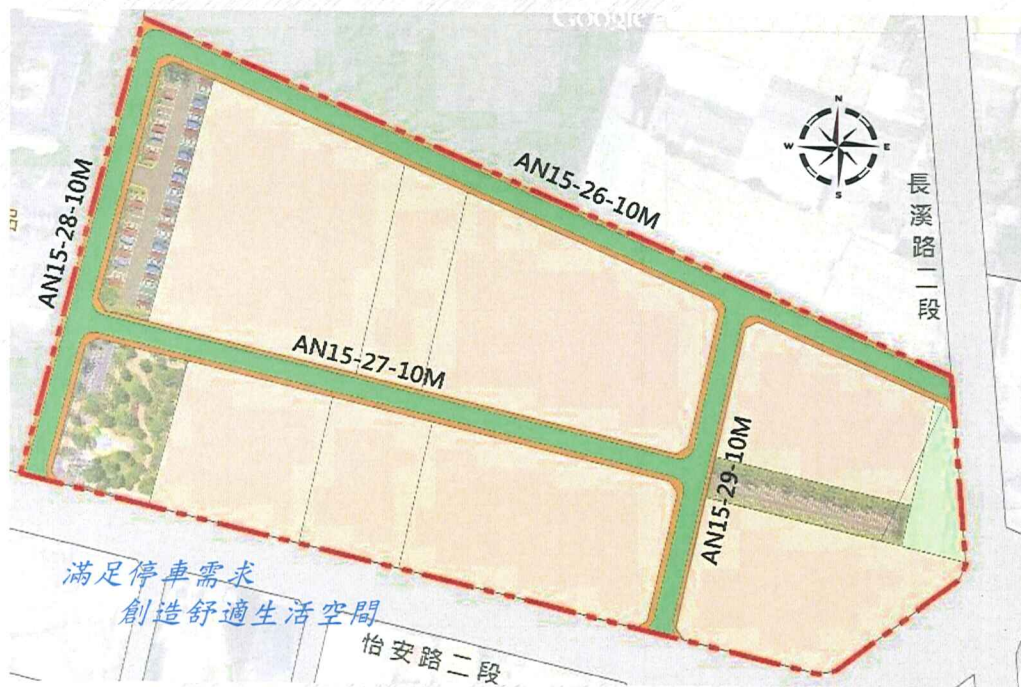 Google
N
W
E
S
AN15-26-10M
長溪路二段
AN15-28-10M
AN15-27-10M
AN15-29-10M
滿足停車需求
創造舒適生活空間
怡安路二段